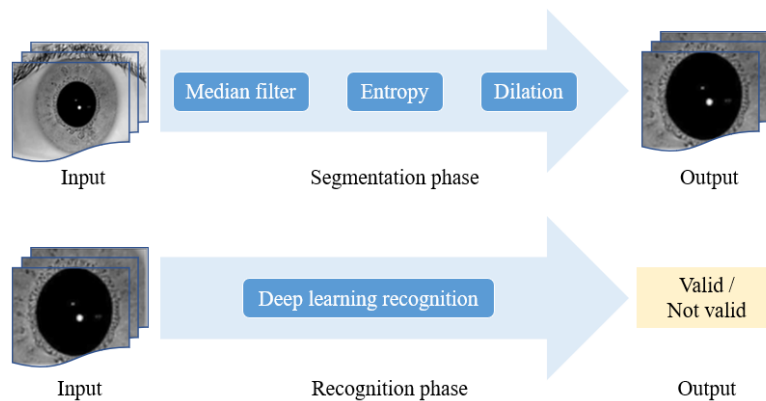 Median filter
Entropy
Dilation
Input
Segmentation phase
Output
Deep learning recognition
Valid /
Not valid
Input
Recognition phase
Output